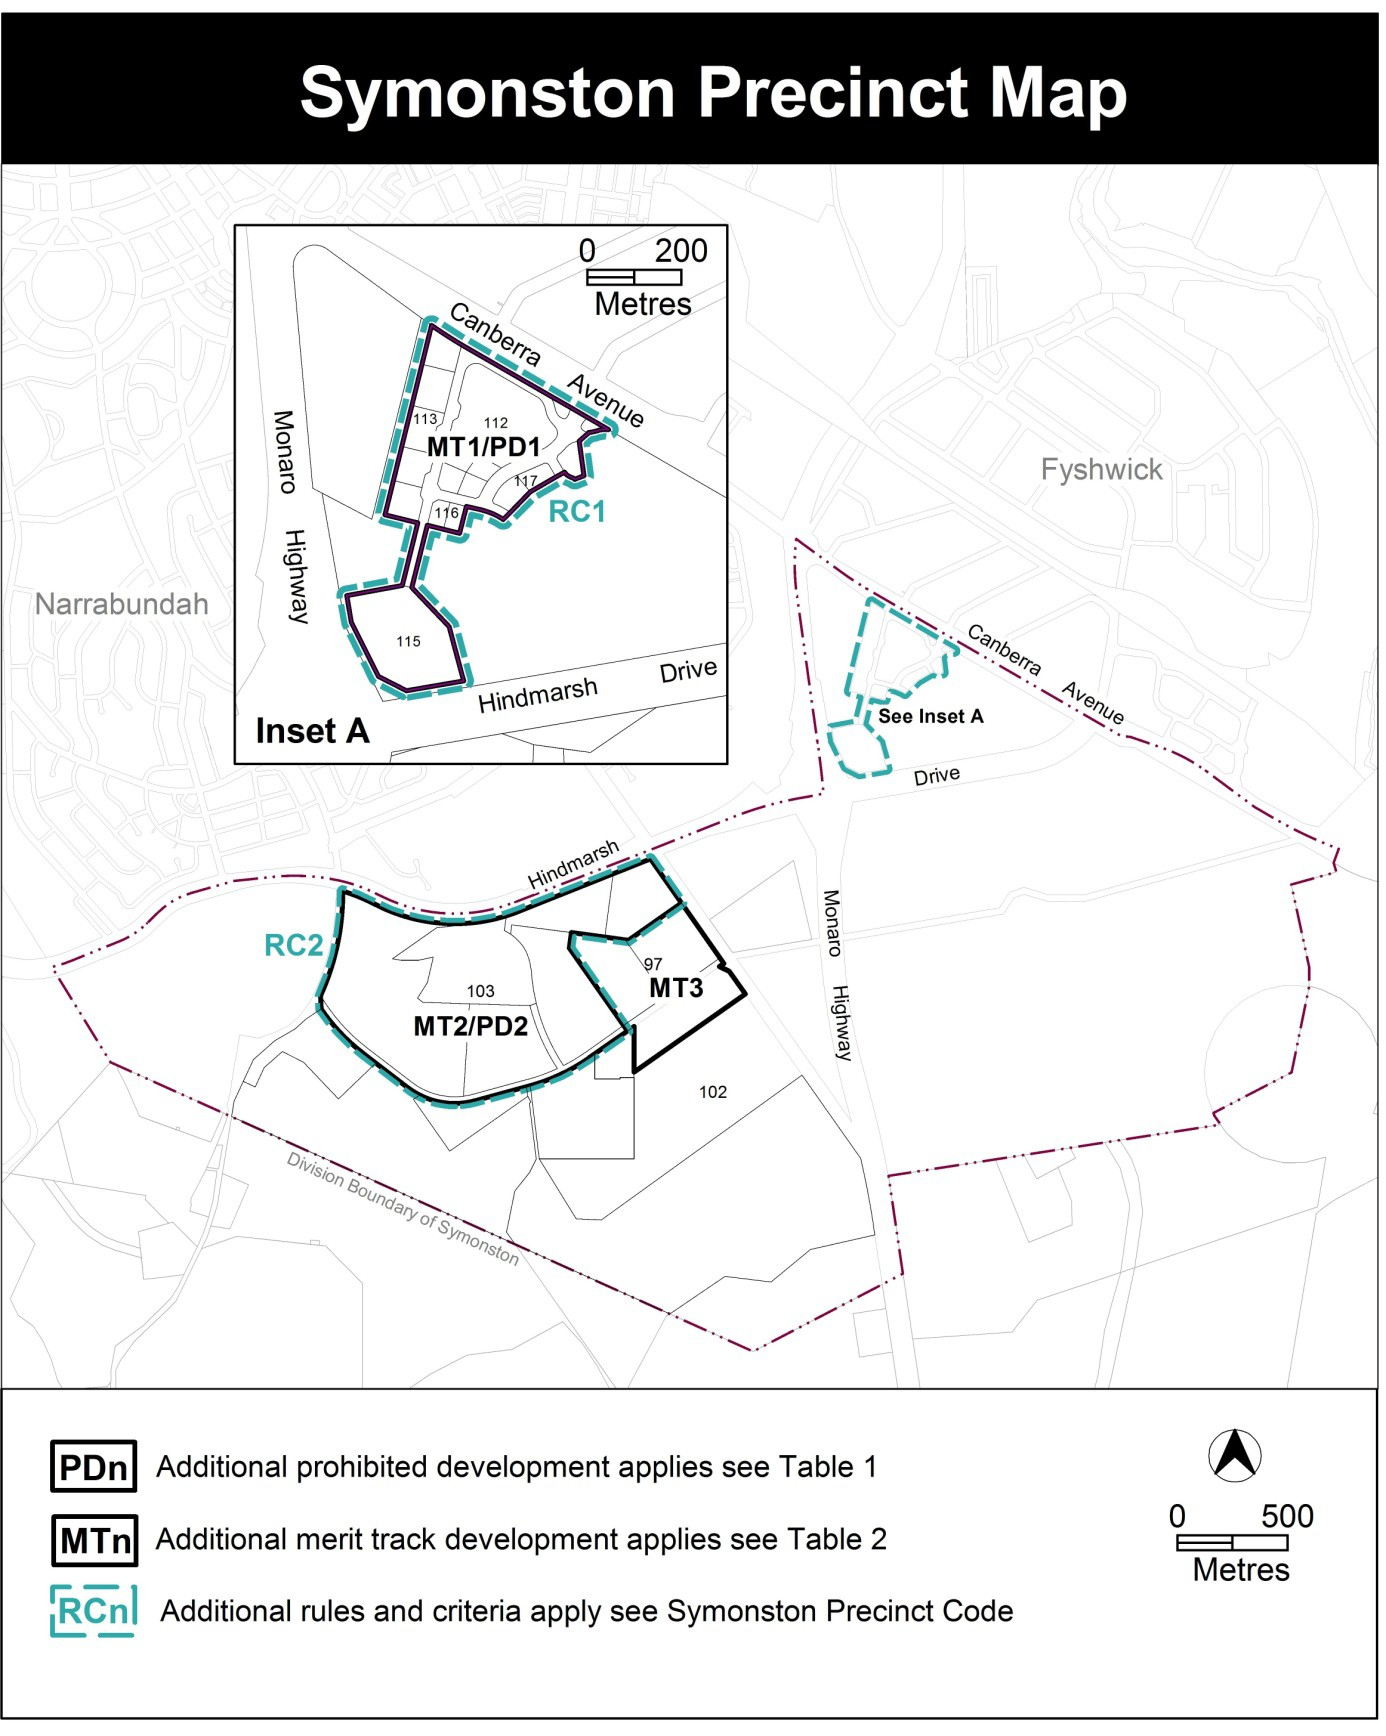 Symonston Precinct Map
0 200
Metres
Canberra
Avenue
Monaro
Highway
113
112
MT1/PD1
117
116
RC1
115
Hindmarsh
Drive
Inset A
Fyshwick
Narrabundah
Canberra
Avenue
See Inset A
Drive
Hindmarsh
Monaro
Highway
RC2
97
MT3
103
MT2/PD2
102
Division Boundary of Symonston
PDn Additional prohibited development applies see Table 1
MTn Additional merit track development applies see Table 2
RCn Additional rules and criteria apply see Symonston Precinct Code
0 500
Metres